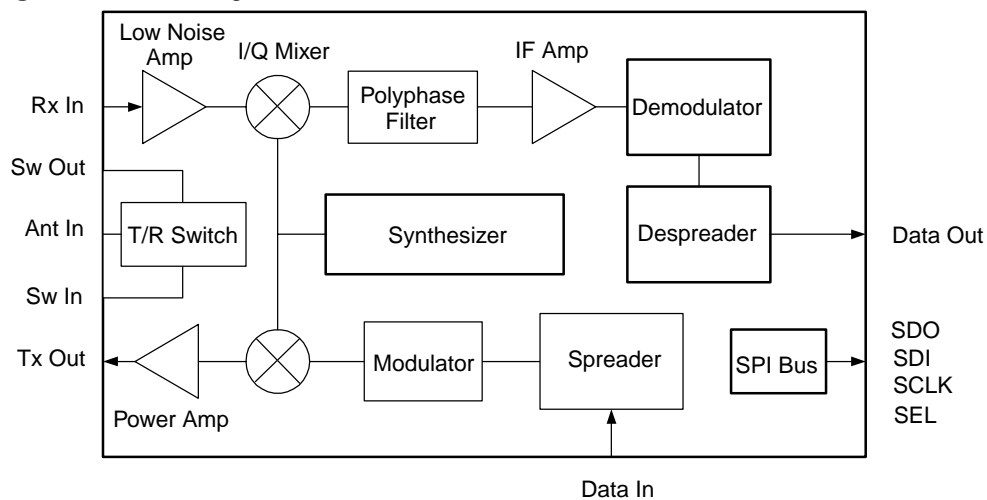 Low Noise
Amp
I/Q Mixer
IF Amp
Rx In
Polyphase
Filter
Demodulator
Sw Out
Ant In
T/R Switch
Synthesizer
Despreader
Data Out
Sw In
Tx Out
Modulator
Spreader
SPI Bus
SDO
SDI
SCLK
SEL
Power Amp
Data In